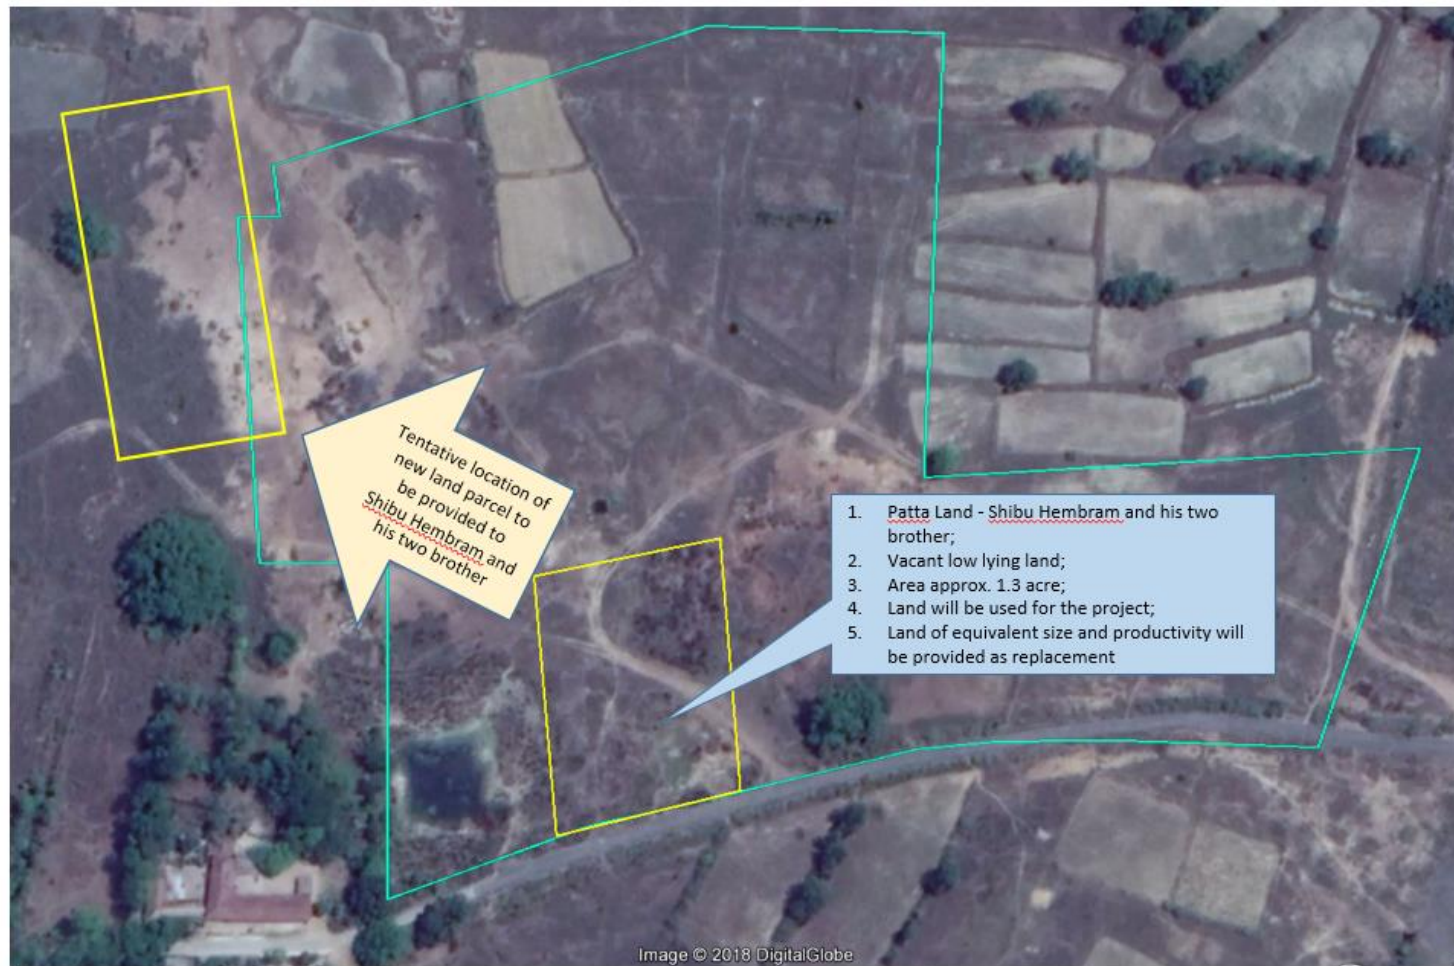 Tentative location of
new land parcel to
be provided to
Shibu Hembram and
his two brother
1. Patta Land - Shibu Hembram and his two
brother;
2. Vacant low lying land;
3. Area approx. 1.3 acre;
4. Land will be used for the project;
5. Land of equivalent size and productivity will
be provided as replacement
Image © 2018 DigitalGlobe